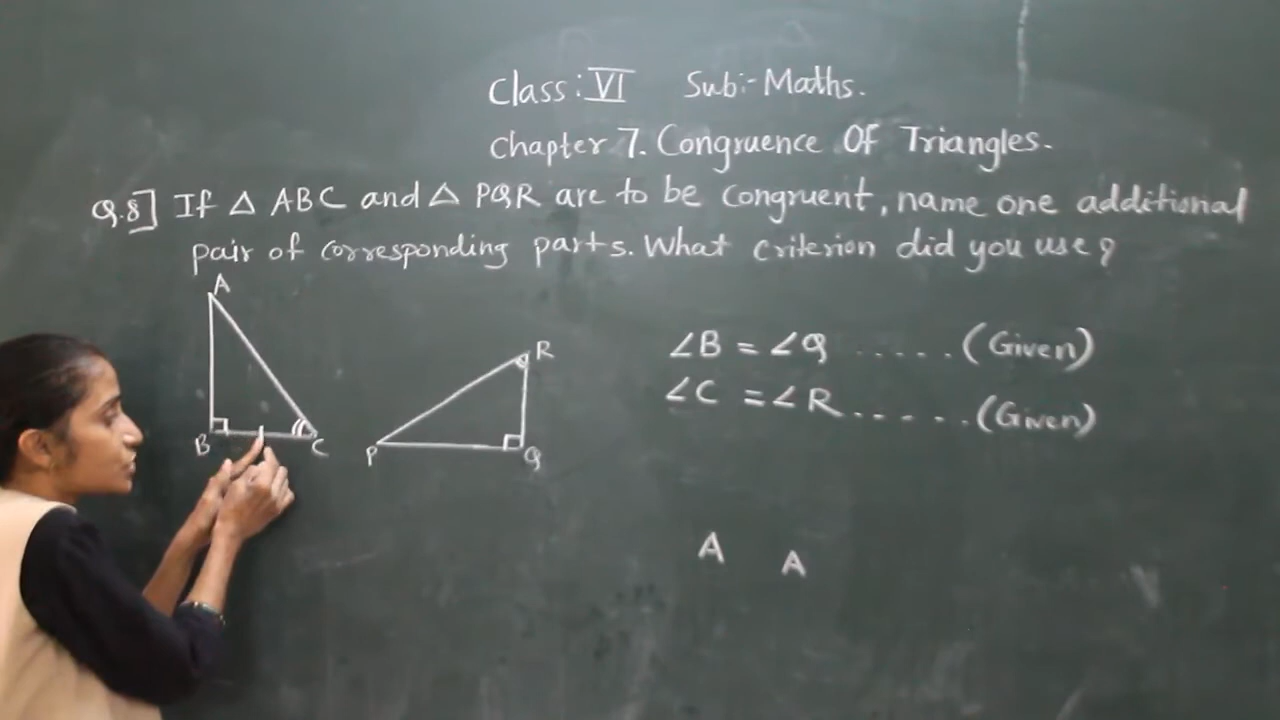 Class: VI Sub:- Maths.
Chapter 7. Congruence Of Triangles.
Q.8] If △ ABC and △ PQR are to be congruent, name one additional
pair of corresponding parts. What criterion did you use?
A
B
C
R
P
Q
∠B = ∠Q ..... (Given)
∠C = ∠R ..... (Given)
A A